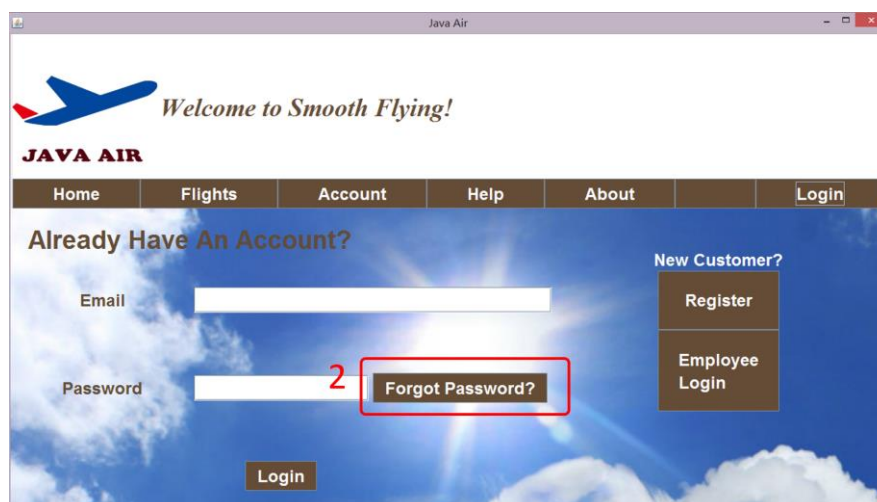 Java Air
Welcome to Smooth Flying!
JAVA AIR
Home Flights Account Help About Login
Already Have An Account?
New Customer?
Email
Register
Password
2
Forgot Password?
Employee
Login
Login